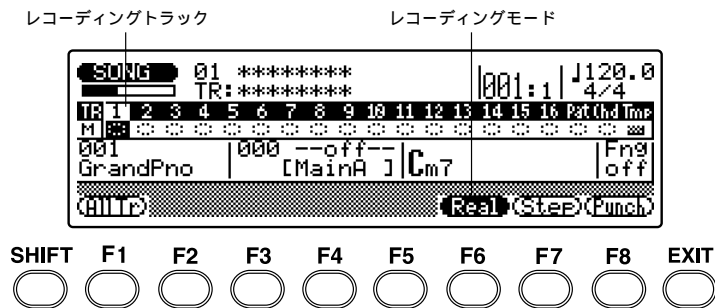 レコーディングトラック レコーディングモード
SONG 01 ******** 001:1 ♩120.0
TR:******** 4/4
TR 1 2 3 4 5 6 7 8 9 10 11 12 13 14 15 16 Pat Chd Tmp
M
001 000 --off-- Fng
GrandPno [MainA ] Cm7 off
AllTr Real Step Punch
SHIFT F1 F2 F3 F4 F5 F6 F7 F8 EXIT